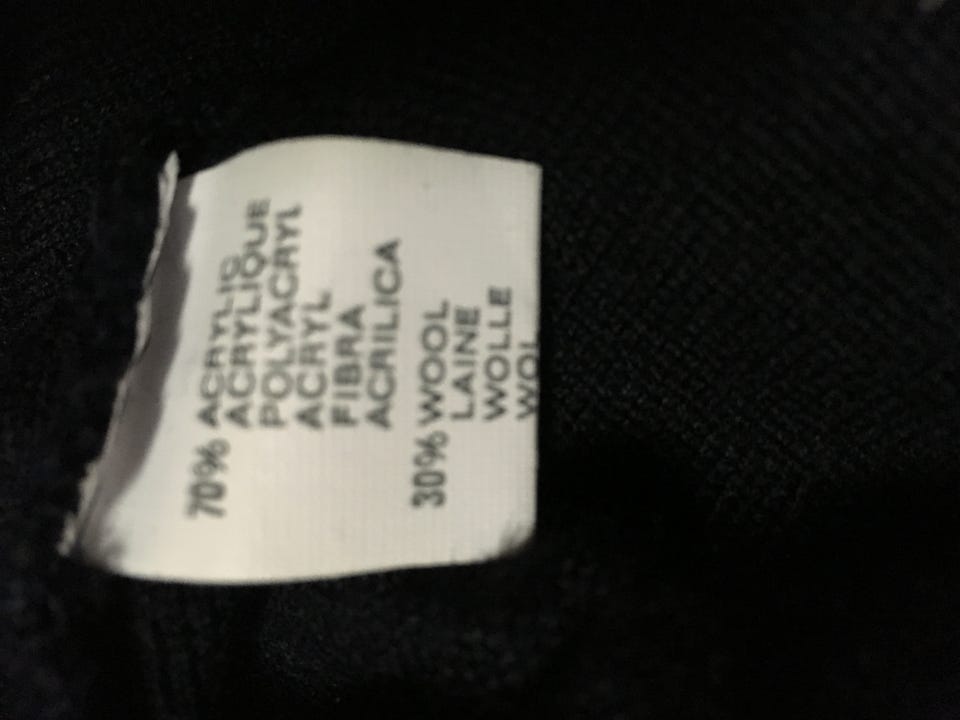 70% ACRYLIC
ACRYLIQUE
POLYACRYL
ACRYL
FIBRA
ACRILICA
30% WOOL
LAINE
WOLLE
WOL